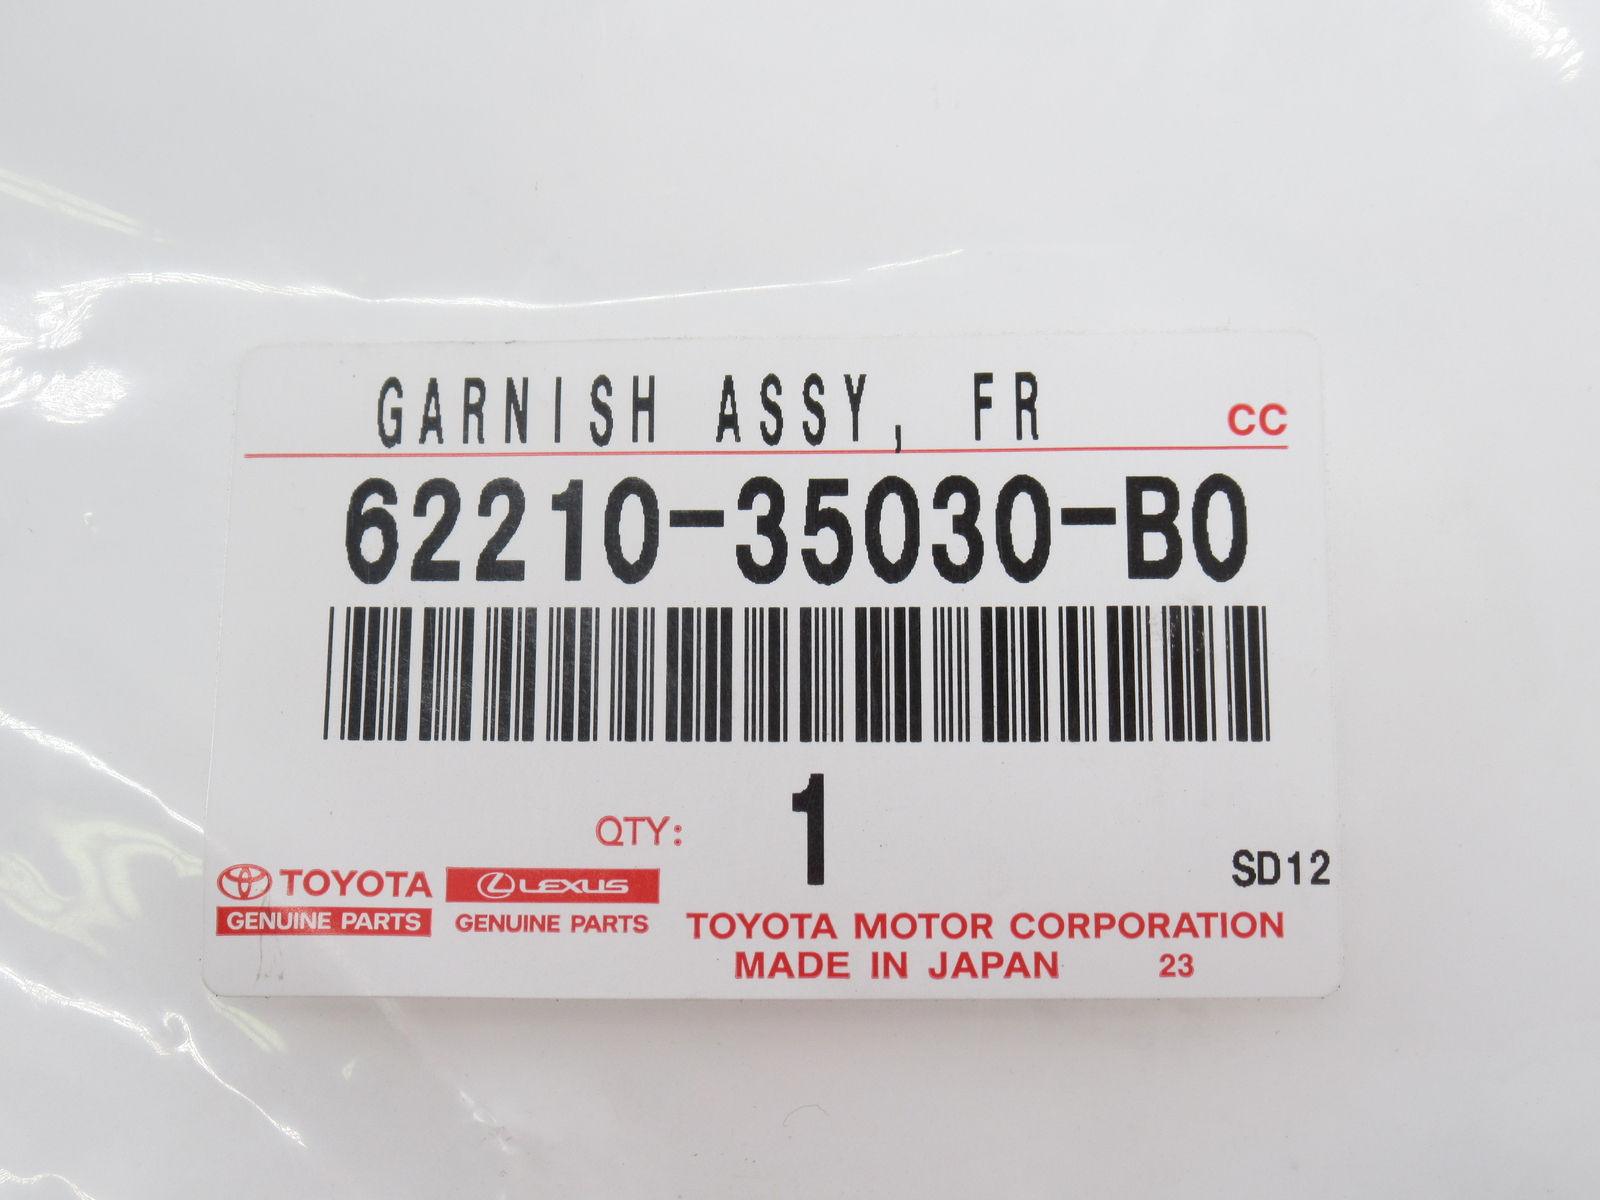 GARNISH ASSY, FR
CC
62210-35030-B0
QTY:
1
SD12
TOYOTA
GENUINE PARTS
LEXUS
GENUINE PARTS
TOYOTA MOTOR CORPORATION
MADE IN JAPAN
23